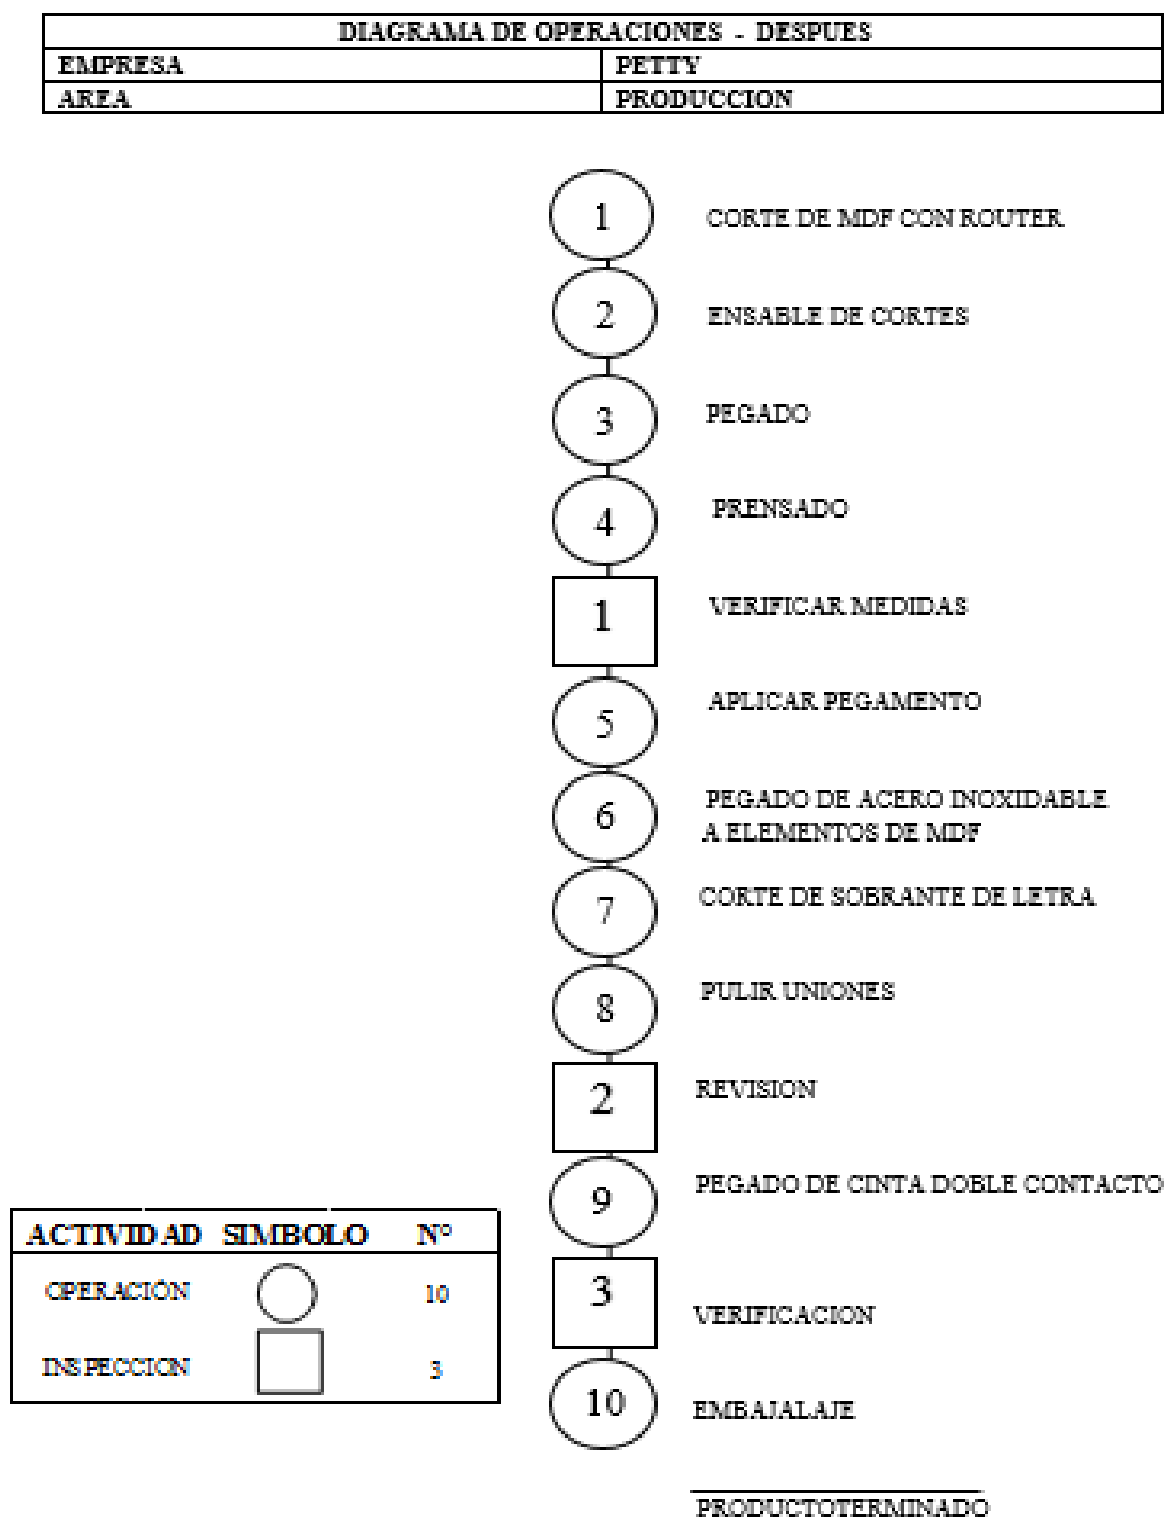 DIAGRAMA DE OPERACIONES - DESPUES
EMPRESA PETTY
AREA PRODUCCION
1 CORTE DE MDF CON ROUTER
2 ENSABLE DE CORTES
3 PEGADO
4 PRENSADO
1 VERIFICAR MEDIDAS
5 APLICAR PEGAMENTO
6 PEGADO DE ACERO INOXIDABLE
A ELEMENTOS DE MDF
7 CORTE DE SOBRANTE DE LETRA
8 PULIR UNIONES
2 REVISION
9 PEGADO DE CINTA DOBLE CONTACTO
3 VERIFICACION
10 EMBAJALAJE
PRODUCTOTERMINADO
ACTIVIDAD SIMBOLO N°
OPERACIÓN 10
INSPECCION 3